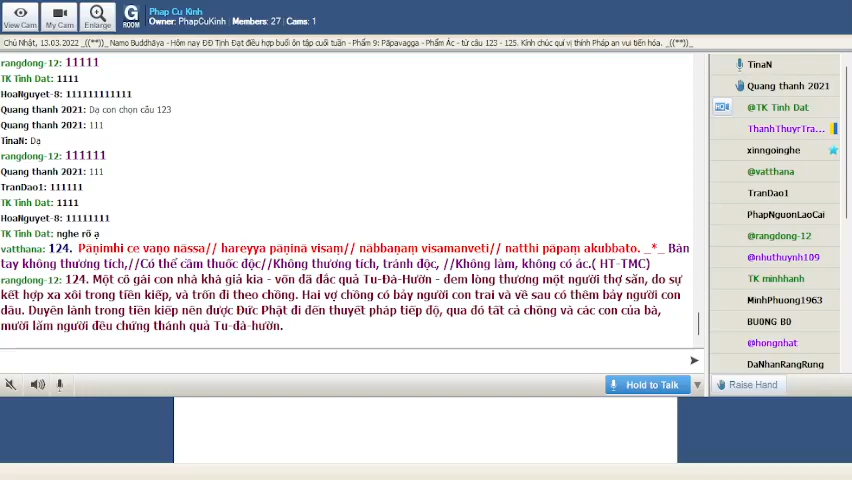 Phap Cu Kinh
Owner: PhapCuKinh | Members: 27 | Cams: 1
View Cam
My Cam
Enlarge
G
ROOM
Chủ Nhật, 13.03.2022 _((**)_ Namo Buddhāya - Hôm nay ĐĐ Tịnh Đạt điều hợp buổi ôn tập cuối tuần - Phẩm 9: Pāpavagga - Phẩm Ác - từ câu 123 - 125. Kính chúc quí vị thính Pháp an vui tiến hóa. _((**)_
rangdong-12: 11111
TK Tinh Dat: 1111
HoaNguyet-8: 111111111111
Quang thanh 2021: Dạ con chọn câu 123
Quang thanh 2021: 111
TinaN: Dạ
rangdong-12: 111111
Quang thanh 2021: 111
TranDao1: 111111
TK Tinh Dat: 1111
HoaNguyet-8: 11111111
TK Tinh Dat: nghe rõ ạ
vatthana: 124. Pāṇimhi ce vaṇo nāssa// hareyya pāṇinā visaṃ// nābbaṇaṃ visamanveti// natthi pāpaṃ akubbato. _*_ Bàn
tay không thương tích,//Có thể cầm thuốc độc//Không thương tích, tránh độc, //Không làm, không có ác.( HT-TMC)
rangdong-12: 124. Một cô gái con nhà khá giả kia - vốn đã đắc quả Tu-Đà-Hườn - đem lòng thương một người thợ săn, do sự
kết hợp xa xôi trong tiền kiếp, và trốn đi theo chồng. Hai vợ chồng có bảy người con trai và về sau có thêm bảy người con
dâu. Duyên lành trong tiền kiếp nên được Đức Phật đi đến thuyết pháp tiếp độ, qua đó tất cả chồng và các con của bà,
mười lăm người đều chứng thánh quả Tu-đà-hườn.
Hold to Talk
Raise Hand
TinaN
Quang thanh 2021
HD
@TK Tinh Dat
ThanhThuyrTra...
xinngoinghe
@vatthana
TranDao1
PhapNguonLaoCai
@rangdong-12
@nhuthuynh109
TK minhhanh
MinhPhuong1963
BU0NG B0
@hongnhat
DaNhanRangRung